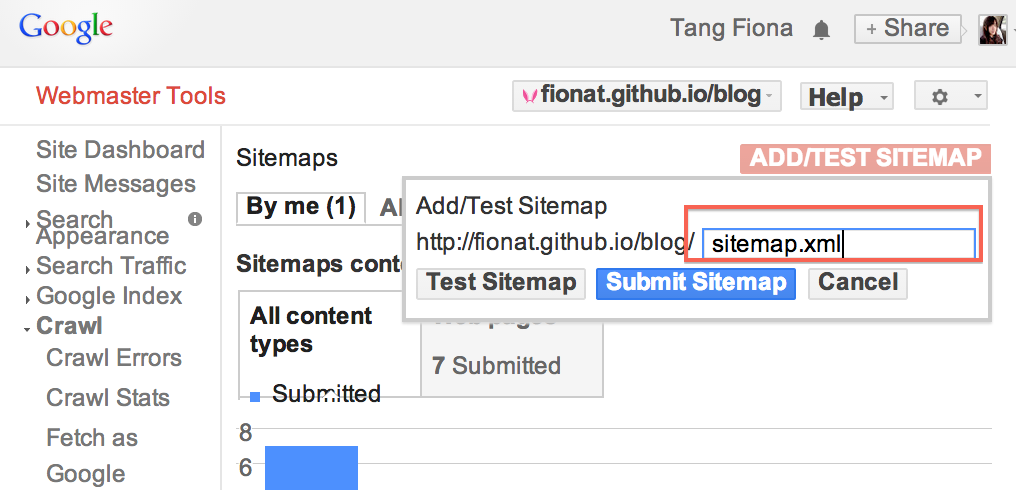 Google
Tang Fiona
+ Share
Webmaster Tools
fionat.github.io/blog
Help
Site Dashboard
Site Messages
Search
Appearance
Search Traffic
Google Index
Crawl
Crawl Errors
Crawl Stats
Fetch as
Google
Sitemaps
ADD/TEST SITEMAP
By me (1)
Add/Test Sitemap
http://fionat.github.io/blog/ sitemap.xml
Test Sitemap Submit Sitemap Cancel
Sitemaps
All content
types
7 Submitted
Submitted
8
6